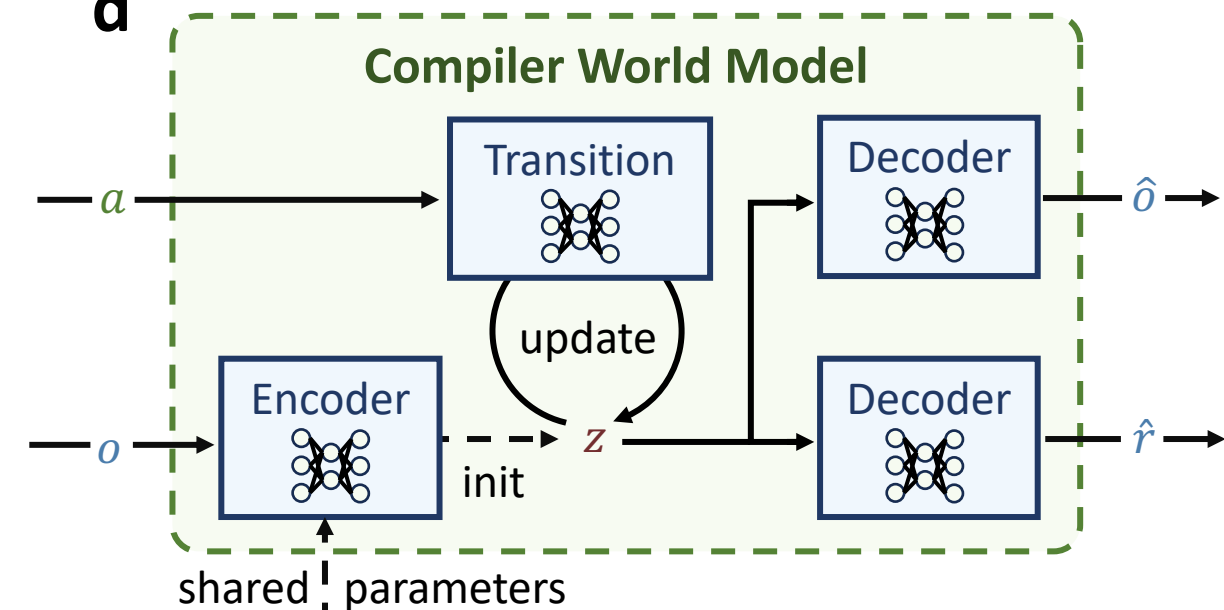 d
Compiler World Model
Transition
Decoder
a
ô
update
Encoder
Decoder
o
z
r̂
init
shared parameters